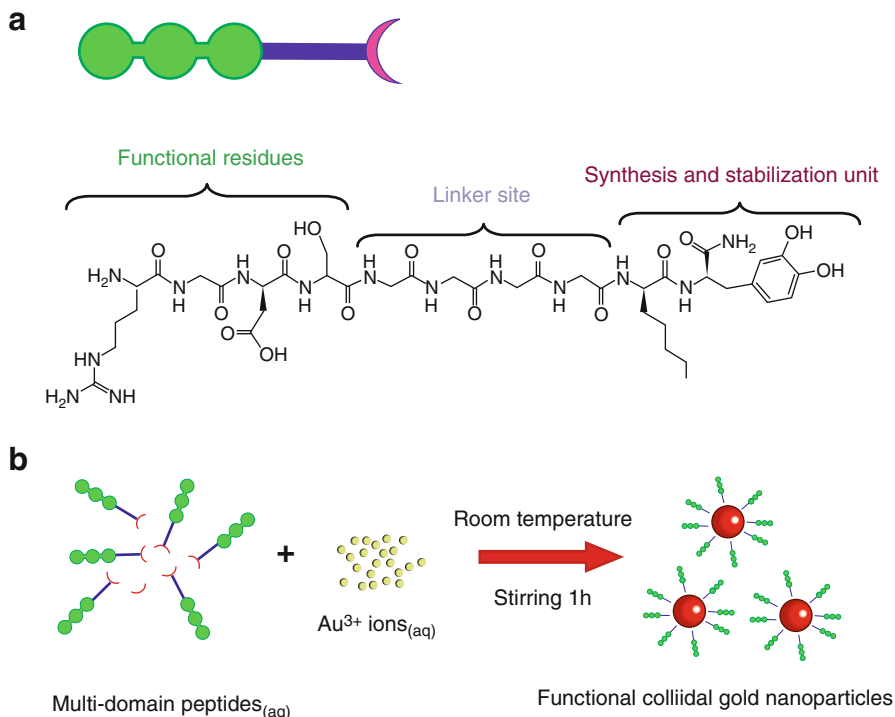 a
Functional residues
Linker site
Synthesis and stabilization unit
HO
O
NH₂
OH
OH
H₂N
O
H
N
O
H
N
O
H
N
O
H
N
O
H
N
O
H
N
O
N
H
O
N
H
O
N
H
O
N
H
O
N
H
O
OH
HN
H₂N
NH
b
Room temperature
+
Stirring 1h
Au³⁺ ions(aq)
Multi-domain peptides(aq)
Functional colliidal gold nanoparticles